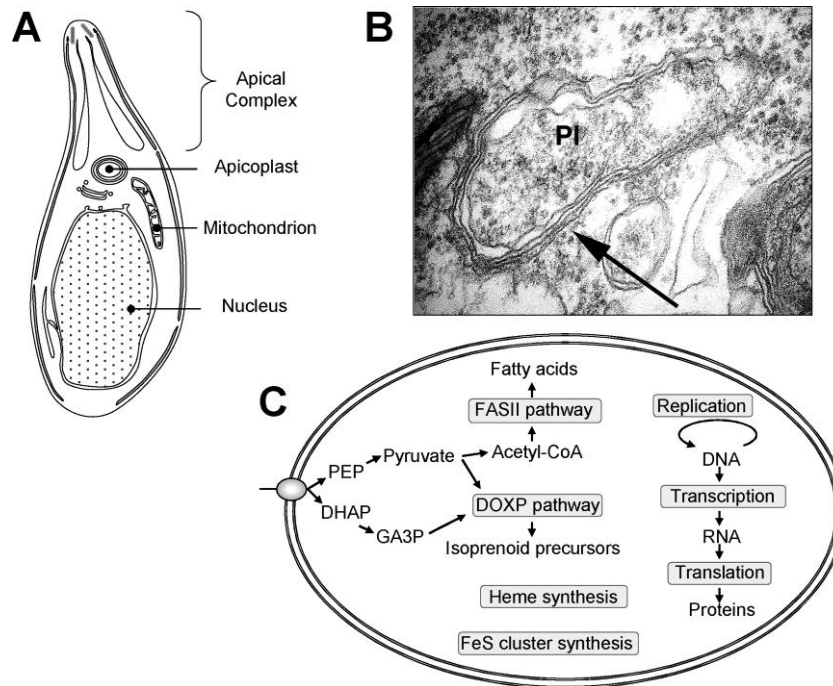 A
Apical
Complex
Apicoplast
Mitochondrion
Nucleus
B
Pl
C
Fatty acids
FASII pathway
PEP
Pyruvate
Acetyl-CoA
DHAP
GA3P
DOXP pathway
Isoprenoid precursors
Heme synthesis
FeS cluster synthesis
Replication
DNA
Transcription
RNA
Translation
Proteins